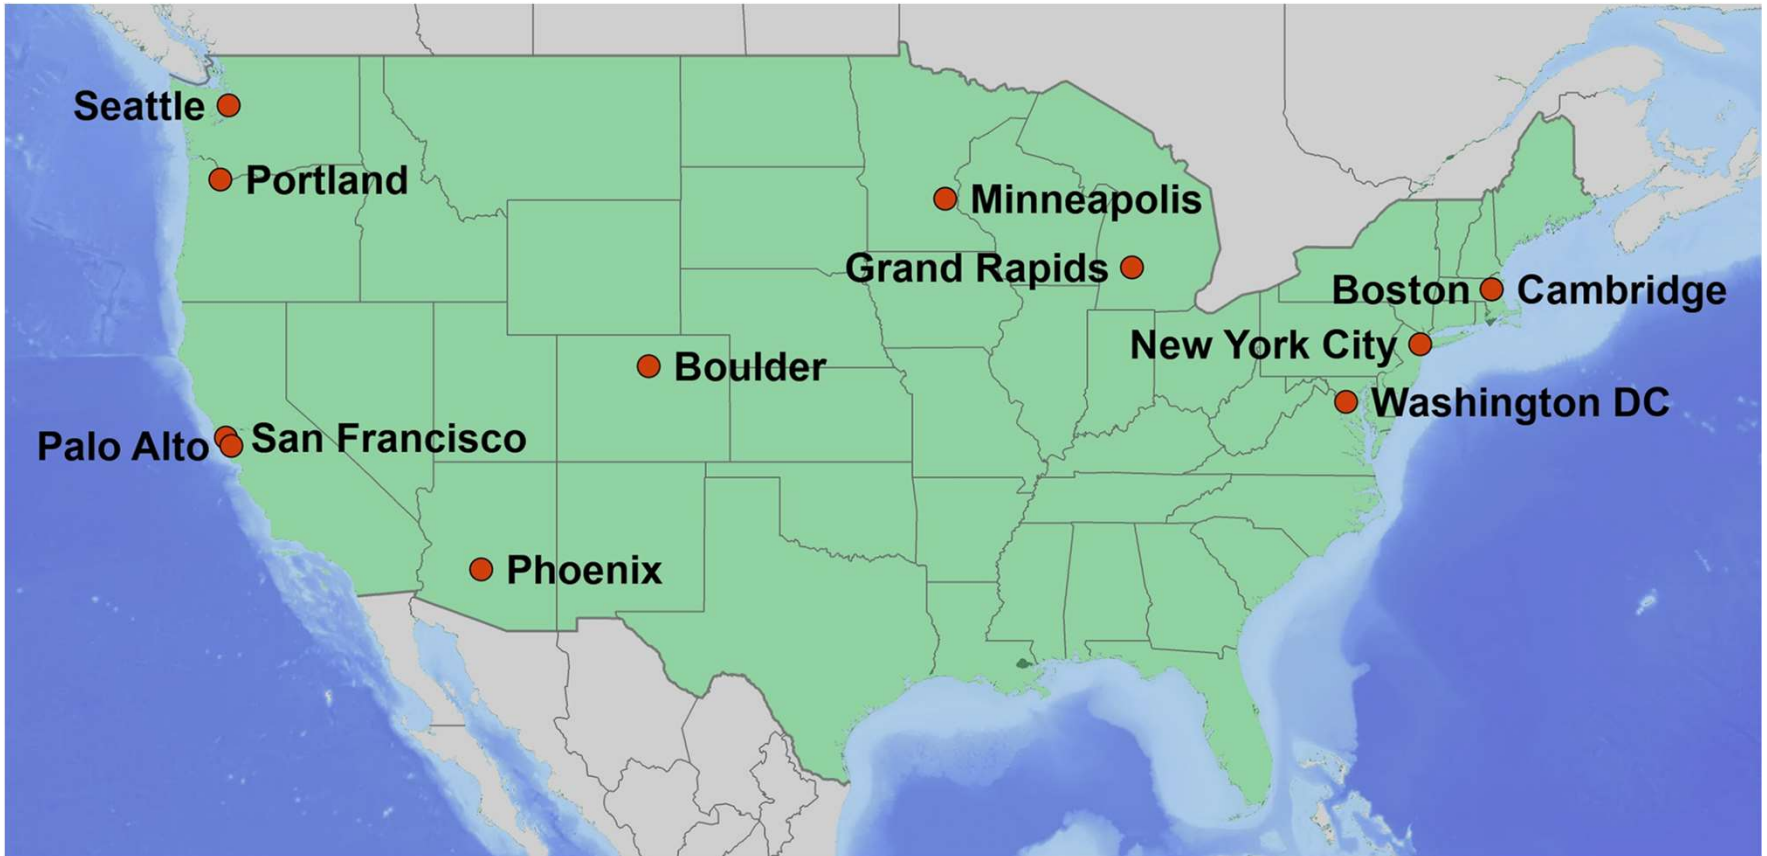 Seattle
Portland
Minneapolis
Grand Rapids
Boston
Cambridge
New York City
Boulder
Washington DC
Palo Alto
San Francisco
Phoenix